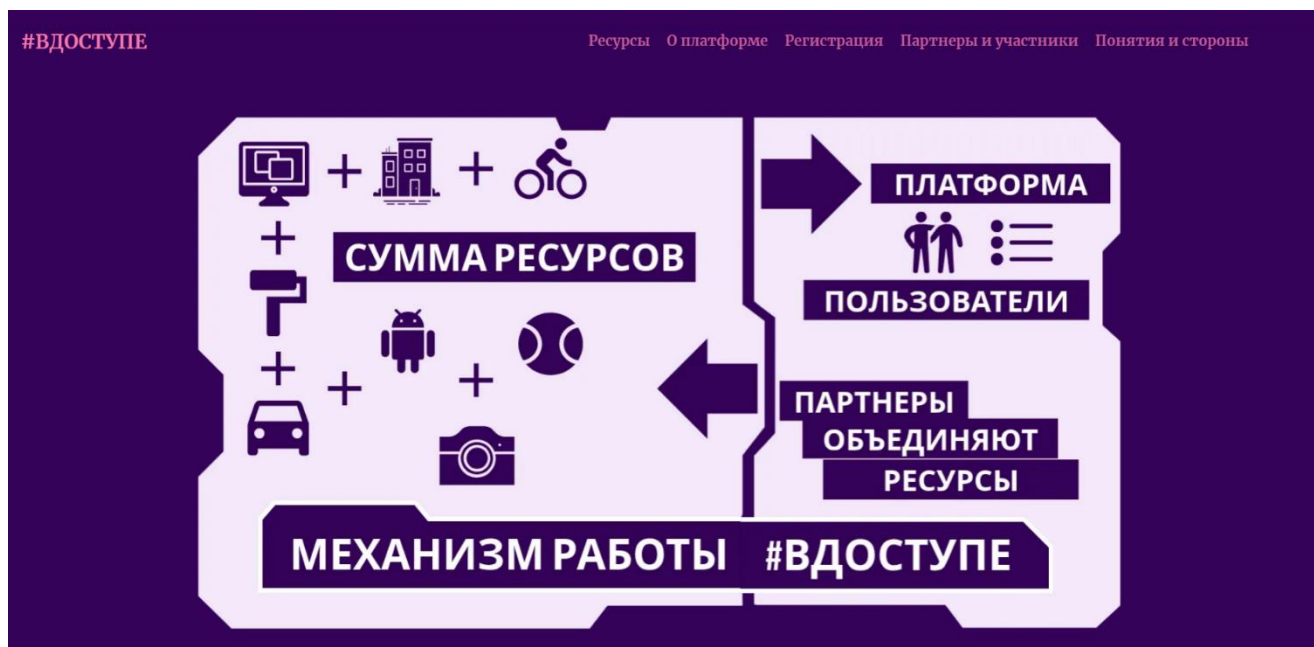 #ВДОСТУПЕ
Ресурсы О платформе Регистрация Партнеры и участники Понятия и стороны
СУММА РЕСУРСОВ
ПЛАТФОРМА
ПОЛЬЗОВАТЕЛИ
ПАРТНЕРЫ
ОБЪЕДИНЯЮТ
РЕСУРСЫ
МЕХАНИЗМ РАБОТЫ #ВДОСТУПЕ